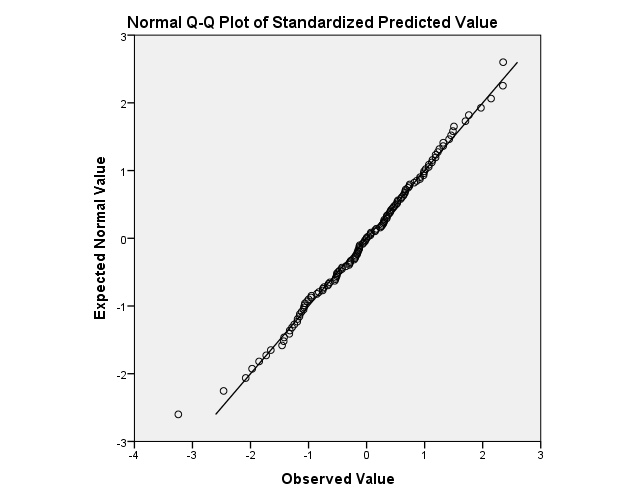 Normal Q-Q Plot of Standardized Predicted Value
Expected Normal Value
3
2
1
0
-1
-2
-3
-4 -3 -2 -1 0 1 2 3
Observed Value